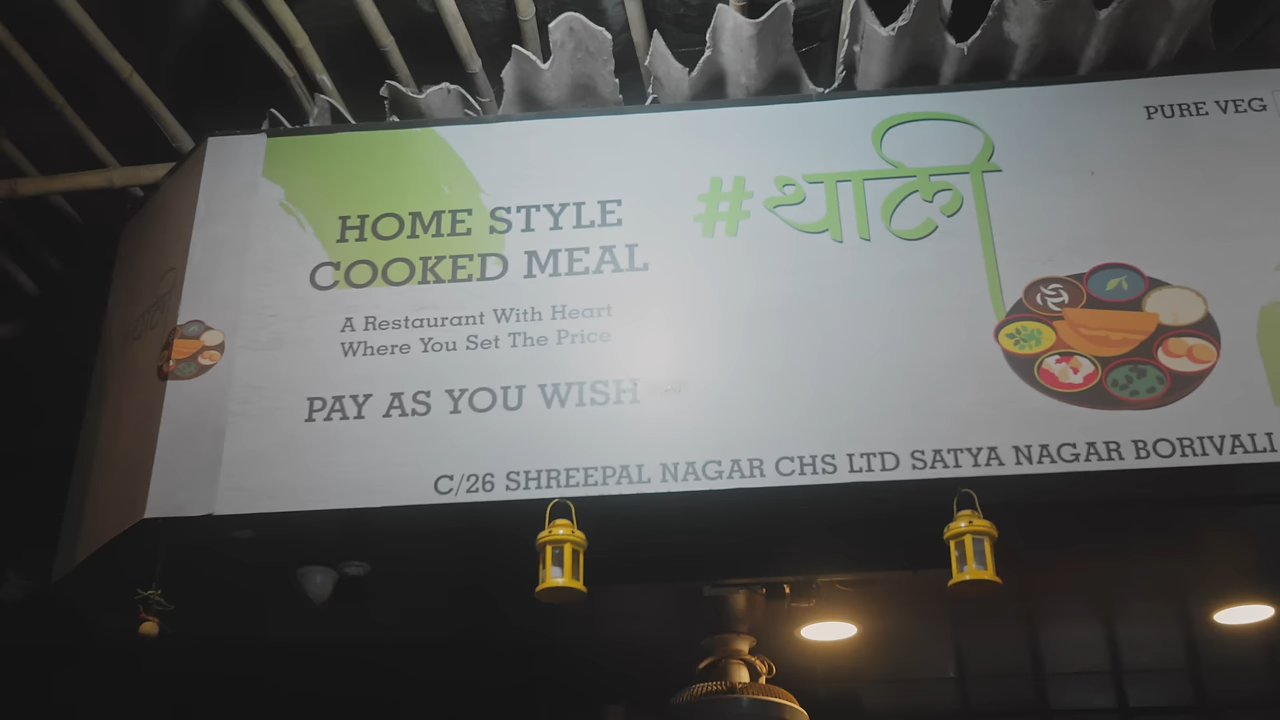 PURE VEG
#थाली
HOME STYLE
COOKED MEAL
A Restaurant With Heart
Where You Set The Price
PAY AS YOU WISH
C/26 SHREEPAL NAGAR CHS LTD SATYA NAGAR BORIVALI